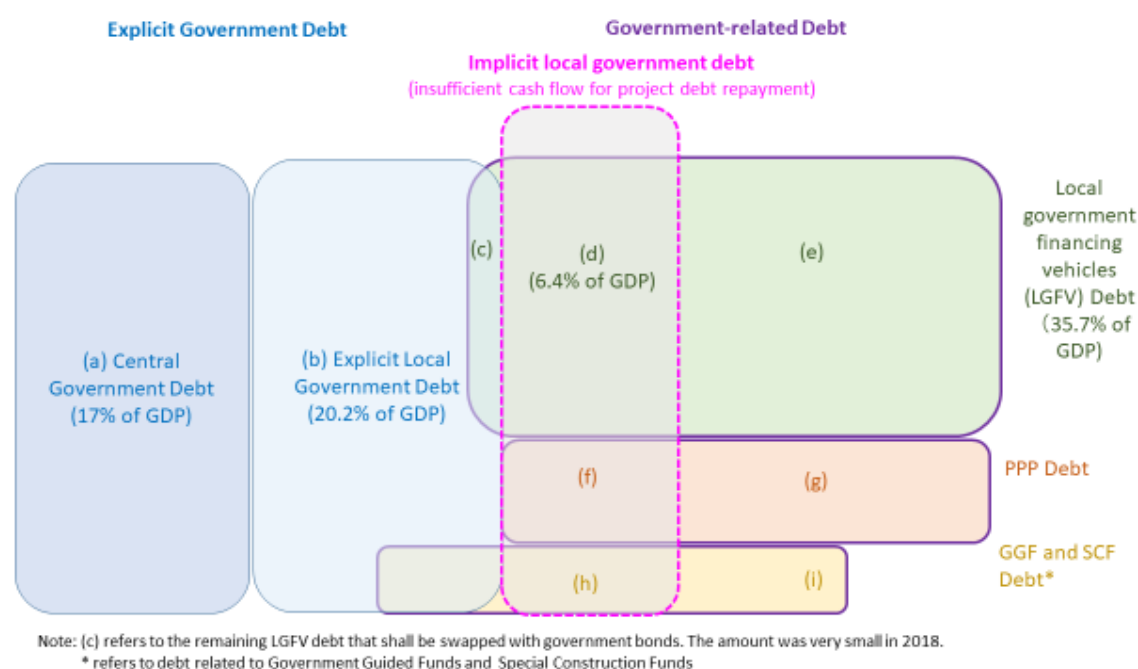 Explicit Government Debt
Government-related Debt
Implicit local government debt
(insufficient cash flow for project debt repayment)
(a) Central
Government Debt
(17% of GDP)
(b) Explicit Local
Government Debt
(20.2% of GDP)
(c)
(d)
(6.4% of GDP)
(e)
Local
government
financing
vehicles
(LGFV) Debt
(35.7% of
GDP)
(f)
(g)
PPP Debt
(h)
(i)
GGF and SCF
Debt*
Note: (c) refers to the remaining LGFV debt that shall be swapped with government bonds. The amount was very small in 2018.
* refers to debt related to Government Guided Funds and Special Construction Funds